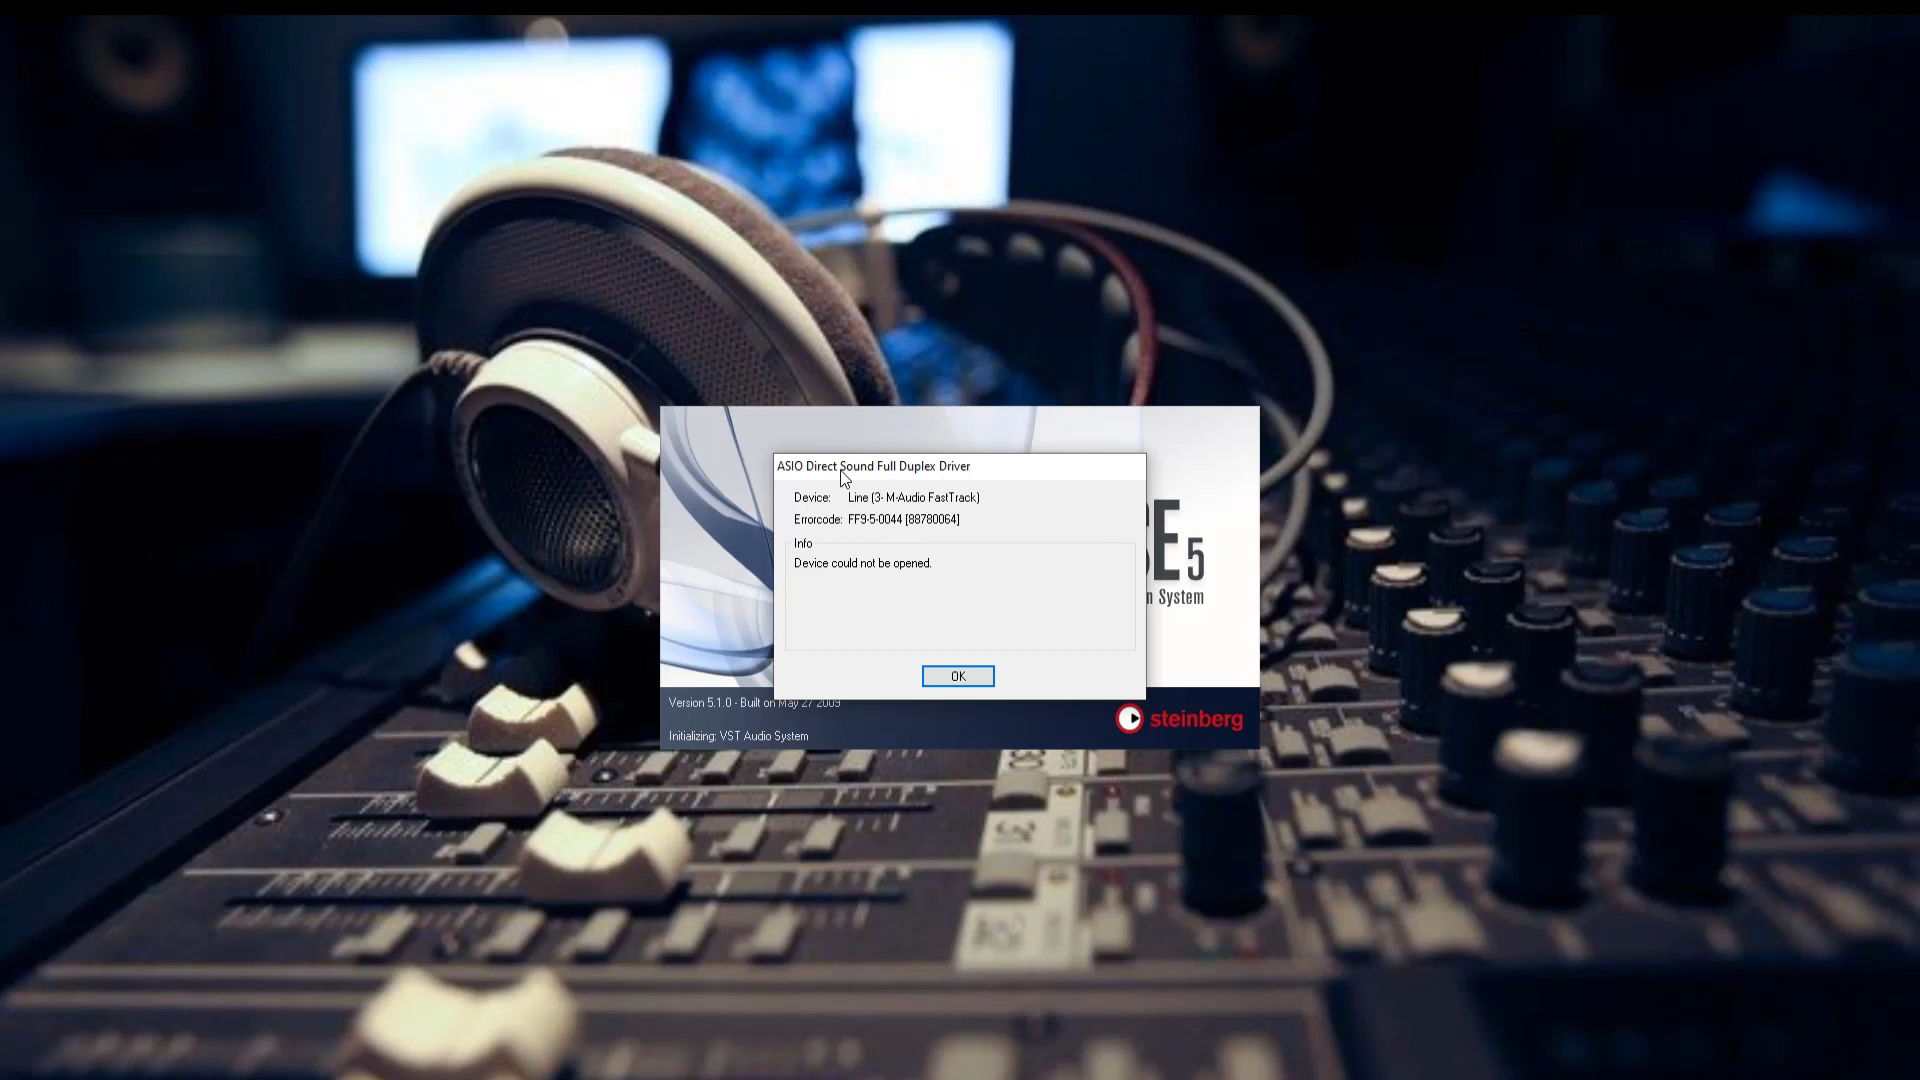 ASIO Direct Sound Full Duplex Driver
Device: Line (3- M-Audio FastTrack)
Errorcode: FF9-5-0044 [88780064]
Info
Device could not be opened.
OK
5
System
Version 5.1.0 - Built on May 27 2009
steinberg
Initializing: VST Audio System